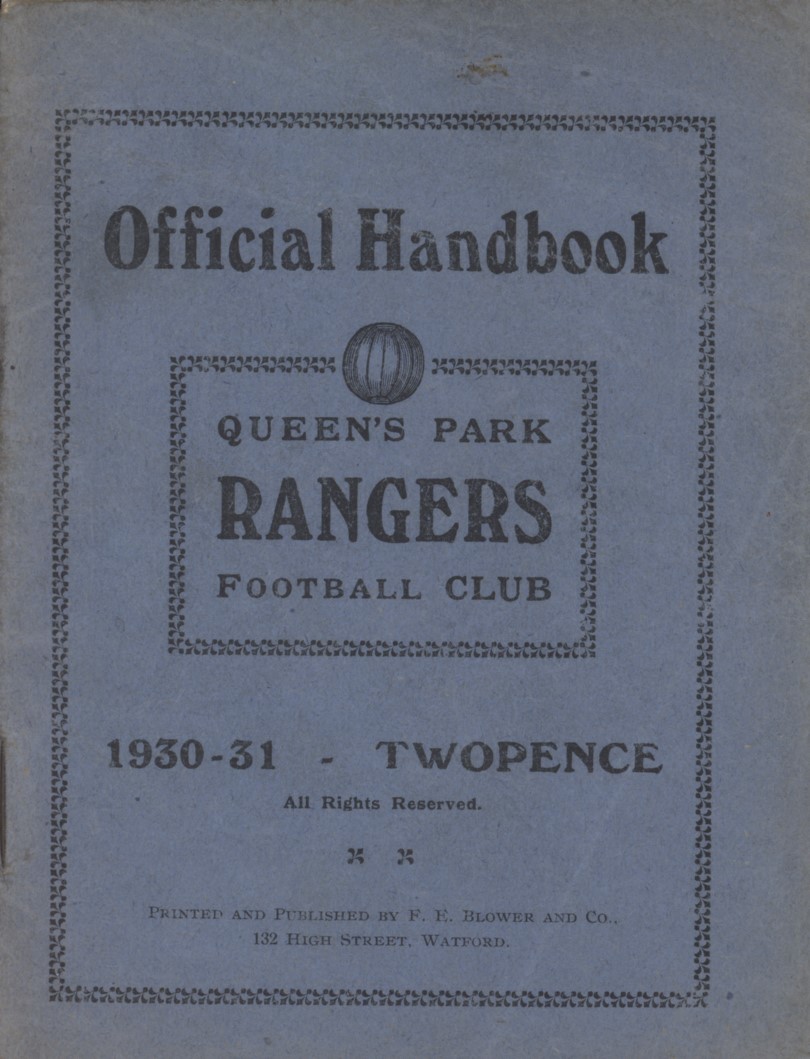 Official Handbook
QUEEN'S PARK
RANGERS
FOOTBALL CLUB
1930-31 - TWOPENCE
All Rights Reserved.
PRINTED AND PUBLISHED BY F. E. BLOWER AND CO.,
132 HIGH STREET, WATFORD.